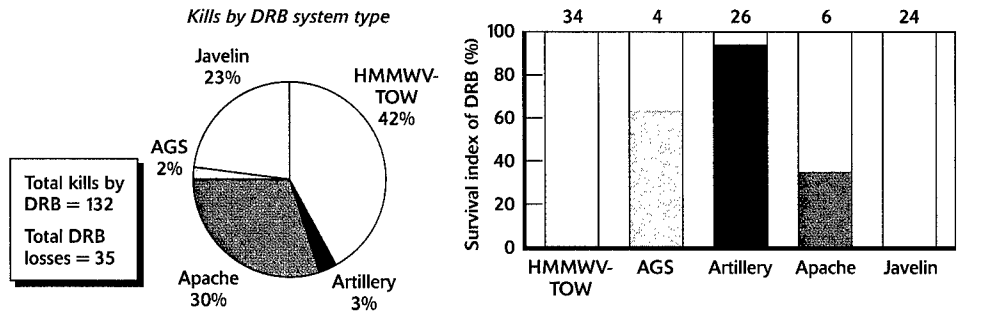 Kills by DRB system type
Javelin
23%
HMMWV-
TOW
42%
AGS
2%
Total kills by
DRB = 132
Total DRB
losses = 35
Apache
30%
Artillery
3%
34 4 26 6 24
Survival index of DRB (%)
100
80
60
40
20
0
HMMWV-
TOW
AGS
Artillery
Apache
Javelin